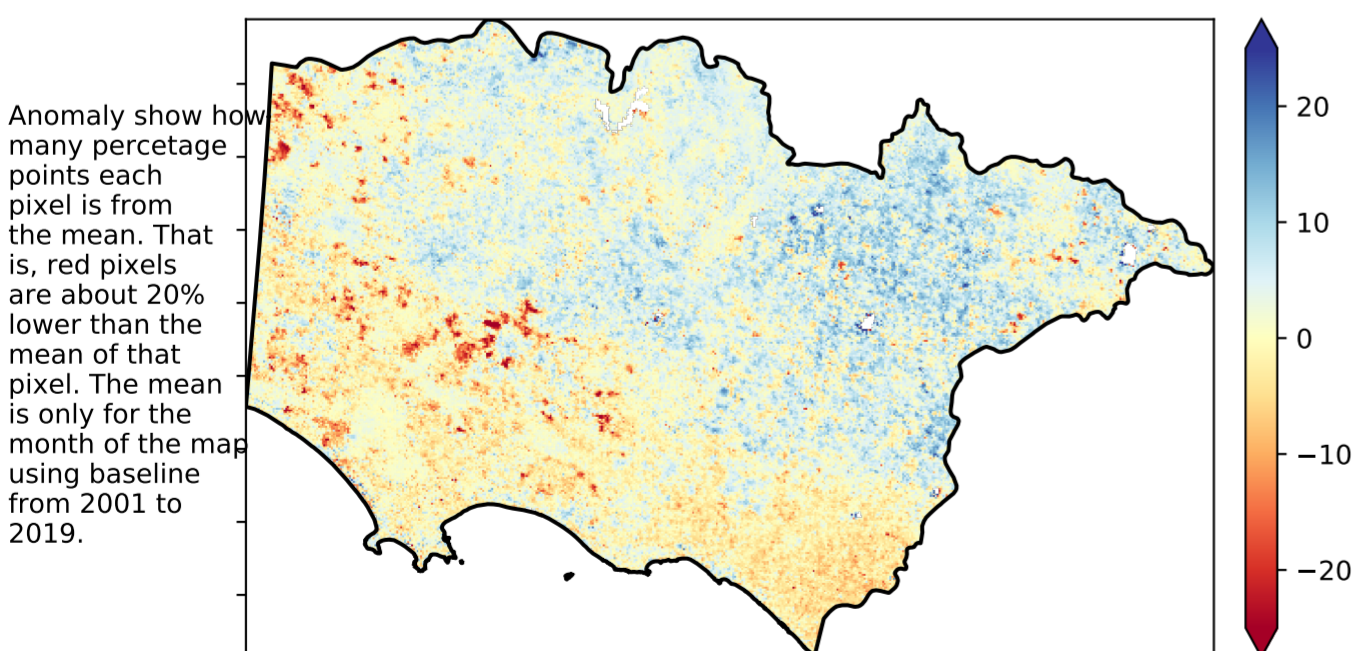 Anomaly show how
many percetage
points each
pixel is from
the mean. That
is, red pixels
are about 20%
lower than the
mean of that
pixel. The mean
is only for the
month of the map
using baseline
from 2001 to
2019.
20
10
0
−10
−20